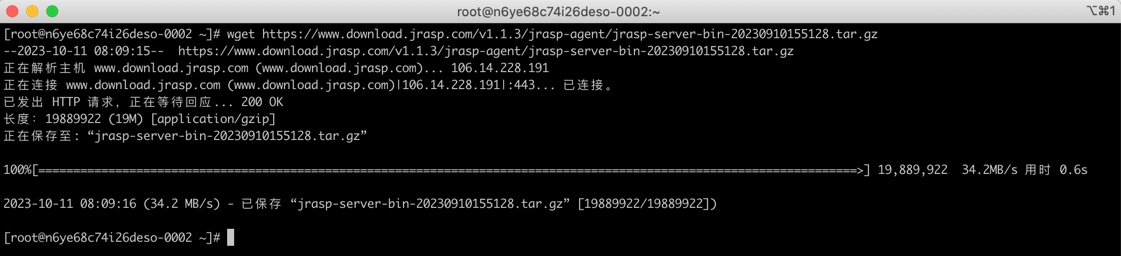 root@n6ye68c74i26deso-0002:~
⌥⌘1
[root@n6ye68c74i26deso-0002 ~]# wget https://www.download.jrasp.com/v1.1.3/jrasp-agent/jrasp-server-bin-20230910155128.tar.gz
--2023-10-11 08:09:15--  https://www.download.jrasp.com/v1.1.3/jrasp-agent/jrasp-server-bin-20230910155128.tar.gz
正在解析主机 www.download.jrasp.com (www.download.jrasp.com)... 106.14.228.191
正在连接 www.download.jrasp.com (www.download.jrasp.com)|106.14.228.191|:443... 已连接。
已发出 HTTP 请求，正在等待回应... 200 OK
长度：19889922 (19M) [application/gzip]
正在保存至: “jrasp-server-bin-20230910155128.tar.gz”
100%[=====================================================================================================================>] 19,889,922  34.2MB/s 用时 0.6s
2023-10-11 08:09:16 (34.2 MB/s) - 已保存 “jrasp-server-bin-20230910155128.tar.gz” [19889922/19889922])
[root@n6ye68c74i26deso-0002 ~]#